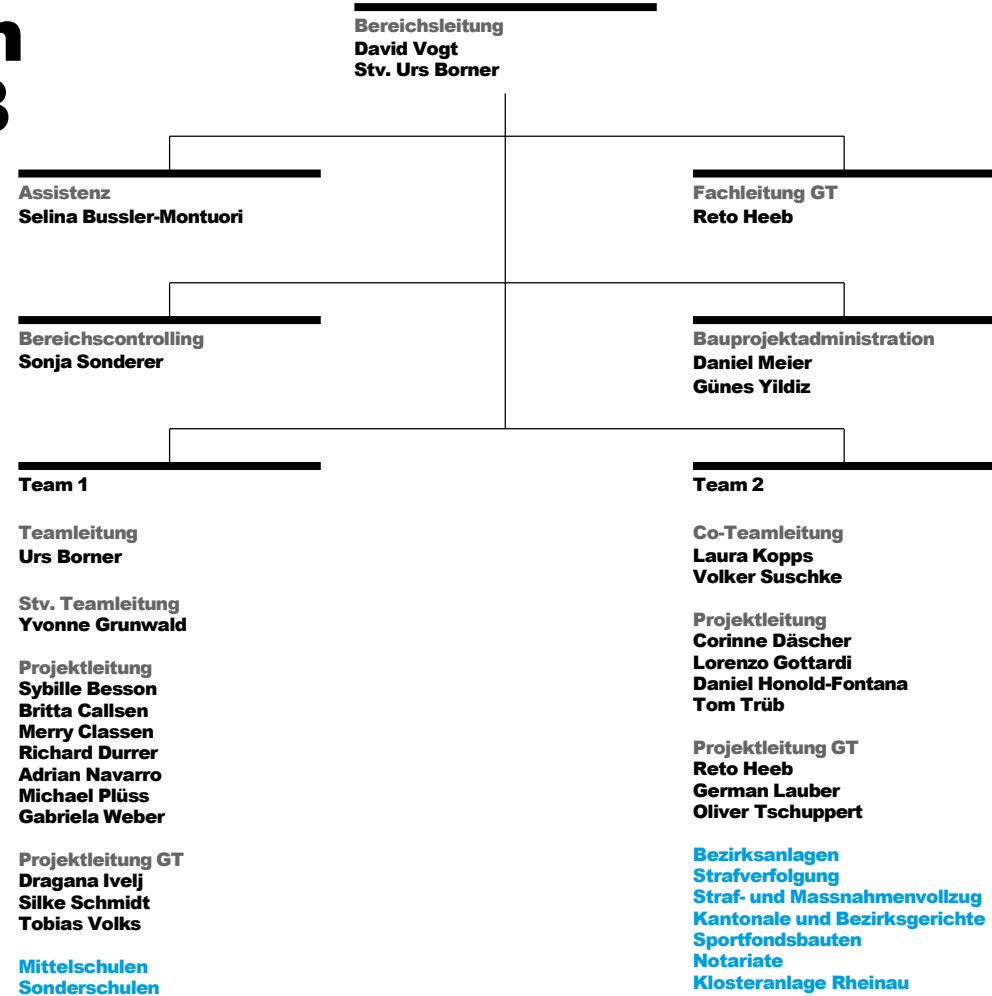 Bereichsleitung
David Vogt
Stv. Urs Borner
Assistenz
Selina Bussler-Montuori
Fachleitung GT
Reto Heeb
Bereichscontrolling
Sonja Sonderer
Bauprojektadministration
Daniel Meier
Günes Yildiz
Team 1
Teamleitung
Urs Borner
Stv. Teamleitung
Yvonne Grunwald
Projektleitung
Sybille Besson
Britta Callsen
Merry Classen
Richard Durrer
Adrian Navarro
Michael Plüss
Gabriela Weber
Projektleitung GT
Dragana Ivelj
Silke Schmidt
Tobias Volks
Mittelschulen
Sonderschulen
Team 2
Co-Teamleitung
Laura Kopps
Volker Suschke
Projektleitung
Corinne Däscher
Lorenzo Gottardi
Daniel Honold-Fontana
Tom Trüb
Projektleitung GT
Reto Heeb
German Lauber
Oliver Tschuppert
Bezirksanlagen
Strafverfolgung
Straf- und Massnahmenvollzug
Kantonale und Bezirksgerichte
Sportfondsbauten
Notariate
Klosteranlage Rheinau